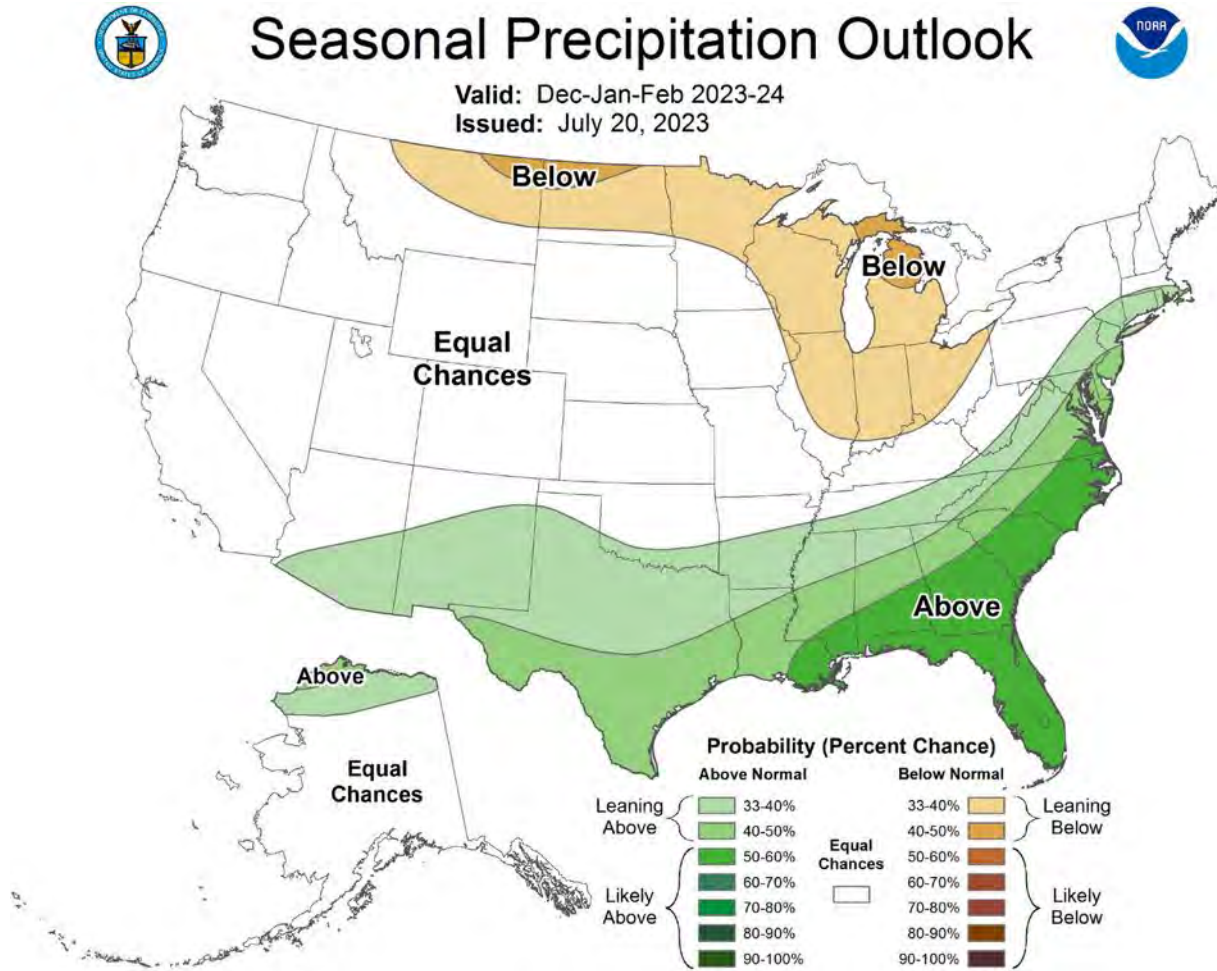 Seasonal Precipitation Outlook
NOAA
Valid: Dec-Jan-Feb 2023-24
Issued: July 20, 2023
Below
Below
Equal
Chances
Above
Above
Equal
Chances
Probability (Percent Chance)
Above Normal
Below Normal
Leaning
Above
33-40%
40-50%
Likely
Above
50-60%
60-70%
70-80%
80-90%
90-100%
Equal
Chances
33-40%
40-50%
Leaning
Below
50-60%
60-70%
70-80%
80-90%
90-100%
Likely
Below